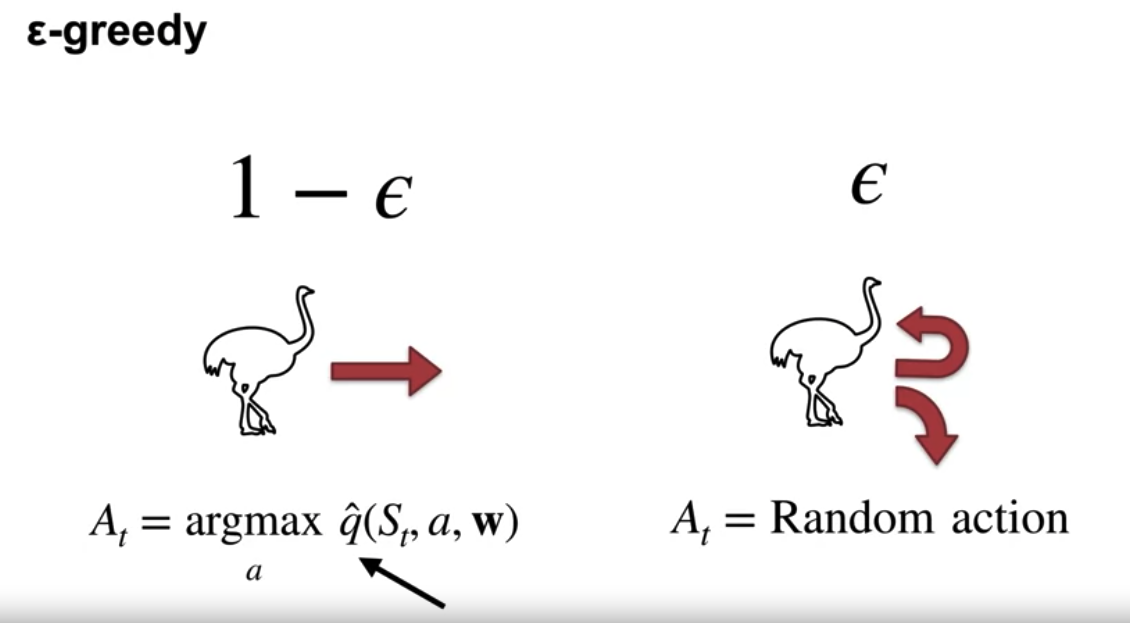 ε-greedy
1 − ϵ
ϵ
A_t = argmax q̂(S_t, a, w)
a
A_t = Random action